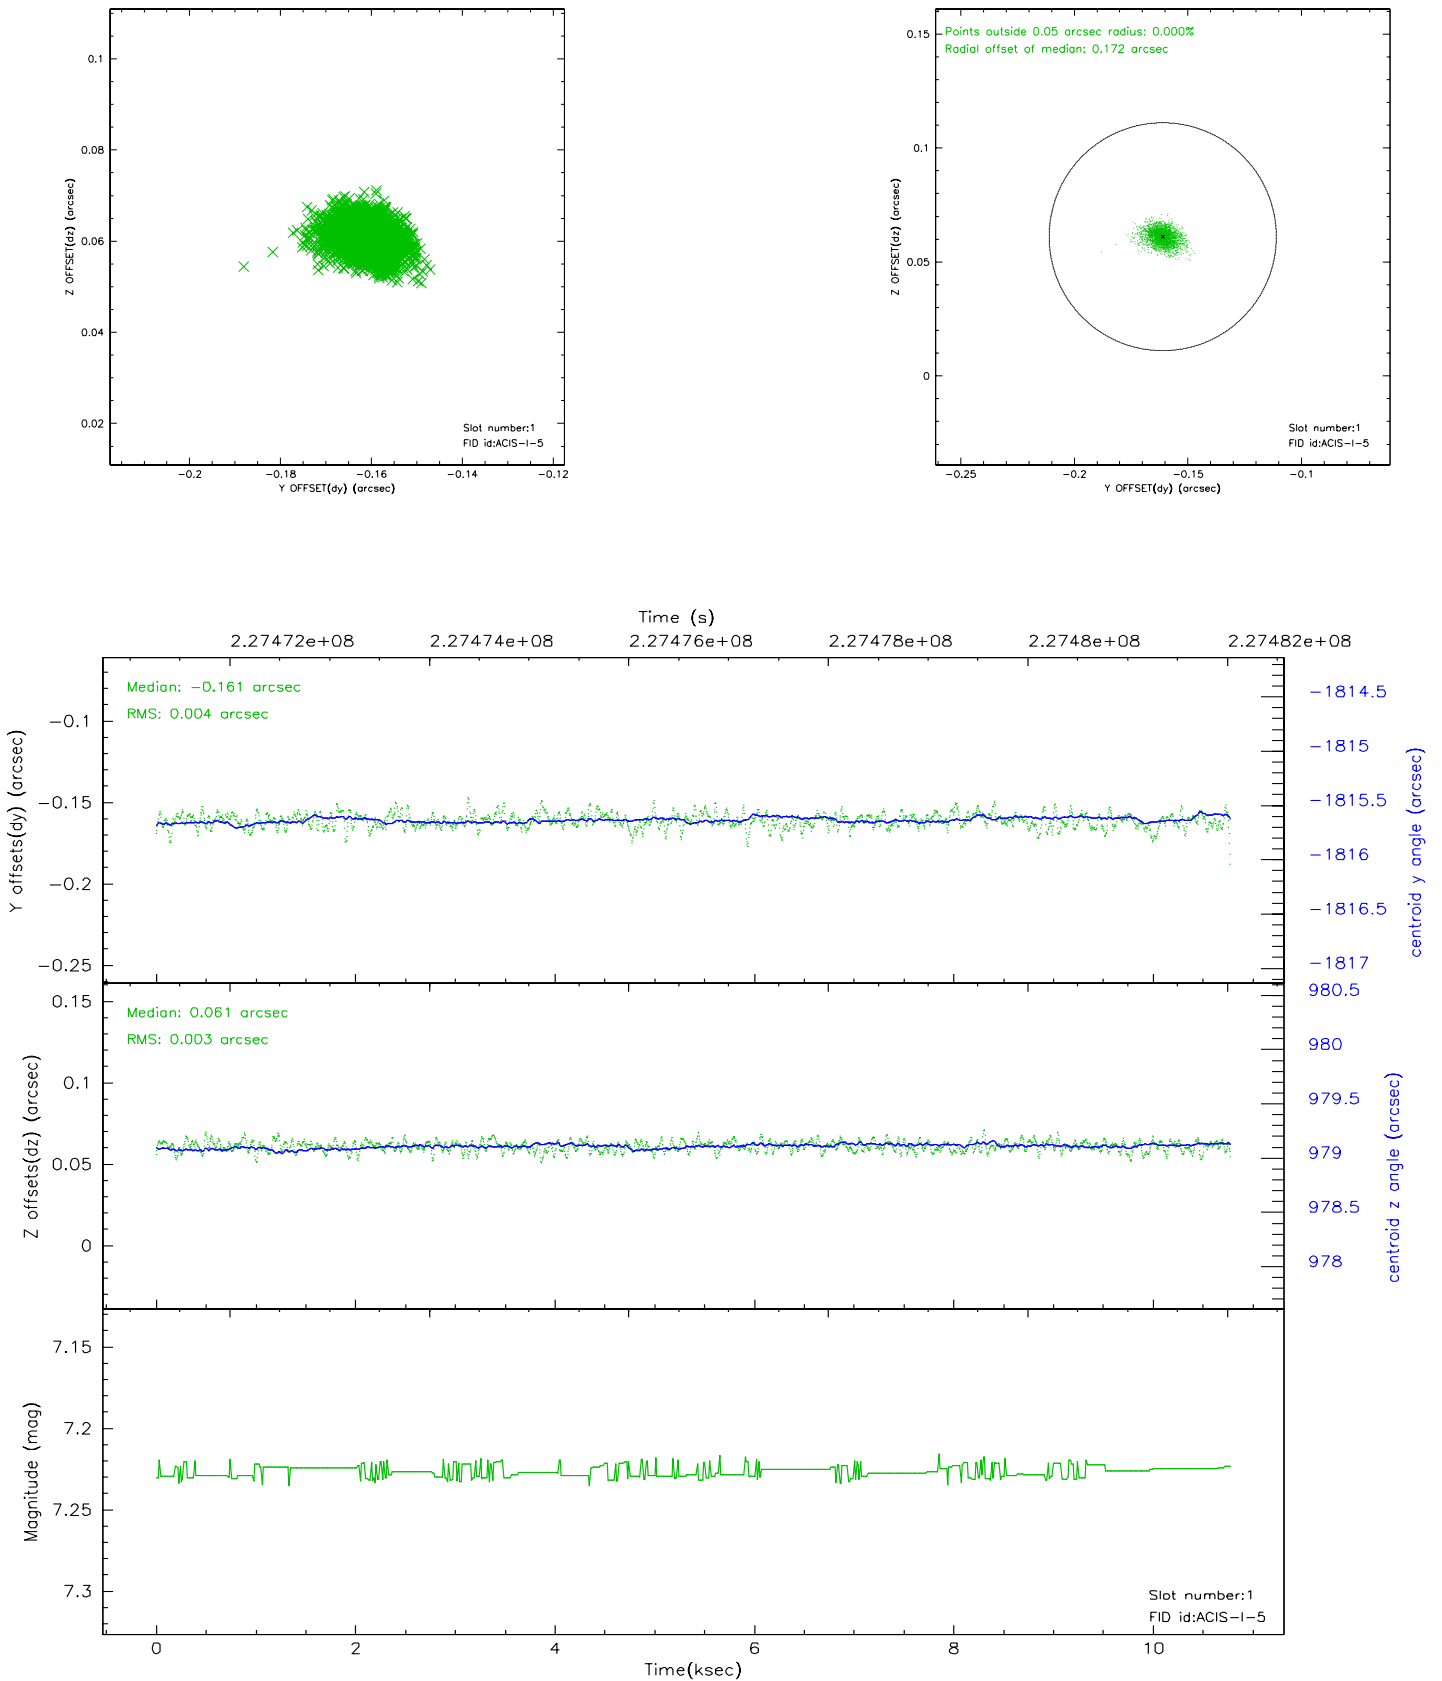 0.1
0.08
0.06
0.04
0.02
Z OFFSET(dz) (arcsec)
Slot number:1
FID id:ACIS-I-5
-0.2
-0.18
-0.16
-0.14
-0.12
Y OFFSET(dy) (arcsec)
Points outside 0.05 arcsec radius: 0.000%
Radial offset of median: 0.172 arcsec
0.15
0.1
0.05
0
Z OFFSET(dz) (arcsec)
Slot number:1
FID id:ACIS-I-5
-0.25
-0.2
-0.15
-0.1
Y OFFSET(dy) (arcsec)
Time (s)
2.27472e+08
2.27474e+08
2.27476e+08
2.27478e+08
2.2748e+08
2.27482e+08
Median: -0.161 arcsec
RMS: 0.004 arcsec
-0.1
-0.15
-0.2
-0.25
Y offsets(dy) (arcsec)
-1814.5
-1815
-1815.5
-1816
-1816.5
-1817
centroid y angle (arcsec)
Median: 0.061 arcsec
RMS: 0.003 arcsec
0.15
0.1
0.05
0
Z offsets(dz) (arcsec)
980.5
980
979.5
979
978.5
978
centroid z angle (arcsec)
7.15
7.2
7.25
7.3
Magnitude (mag)
Slot number:1
FID id:ACIS-I-5
0
2
4
6
8
10
Time(ksec)